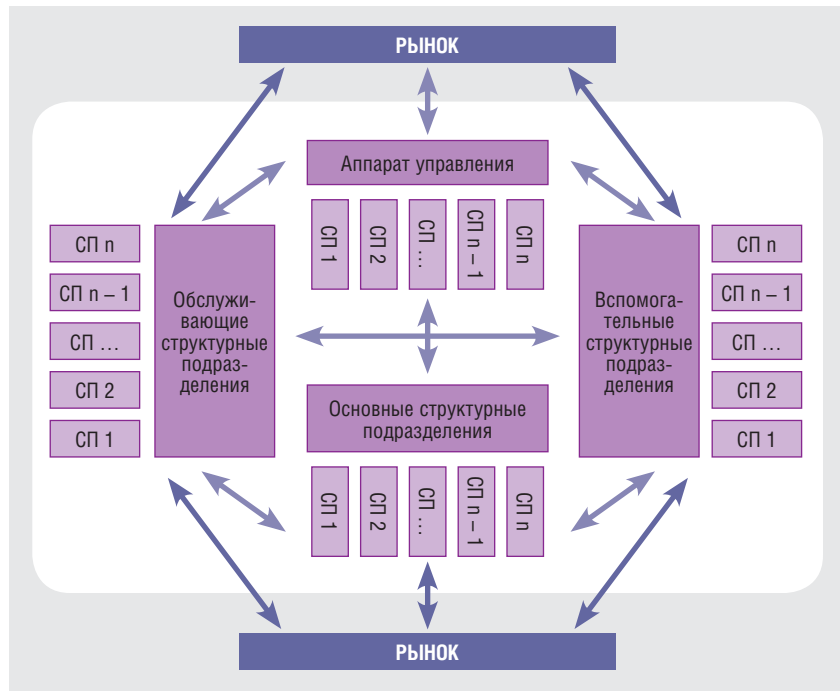 РЫНОК
Аппарат управления
СП 1
СП 2
СП ...
СП n – 1
СП n
СП n
СП n – 1
СП ...
СП 2
СП 1
Обслужи-
вающие
структурные
подраз-
деления
Вспомога-
тельные
структурные
подраз-
деления
СП n
СП n – 1
СП ...
СП 2
СП 1
Основные структурные
подразделения
СП 1
СП 2
СП ...
СП n – 1
СП n
РЫНОК